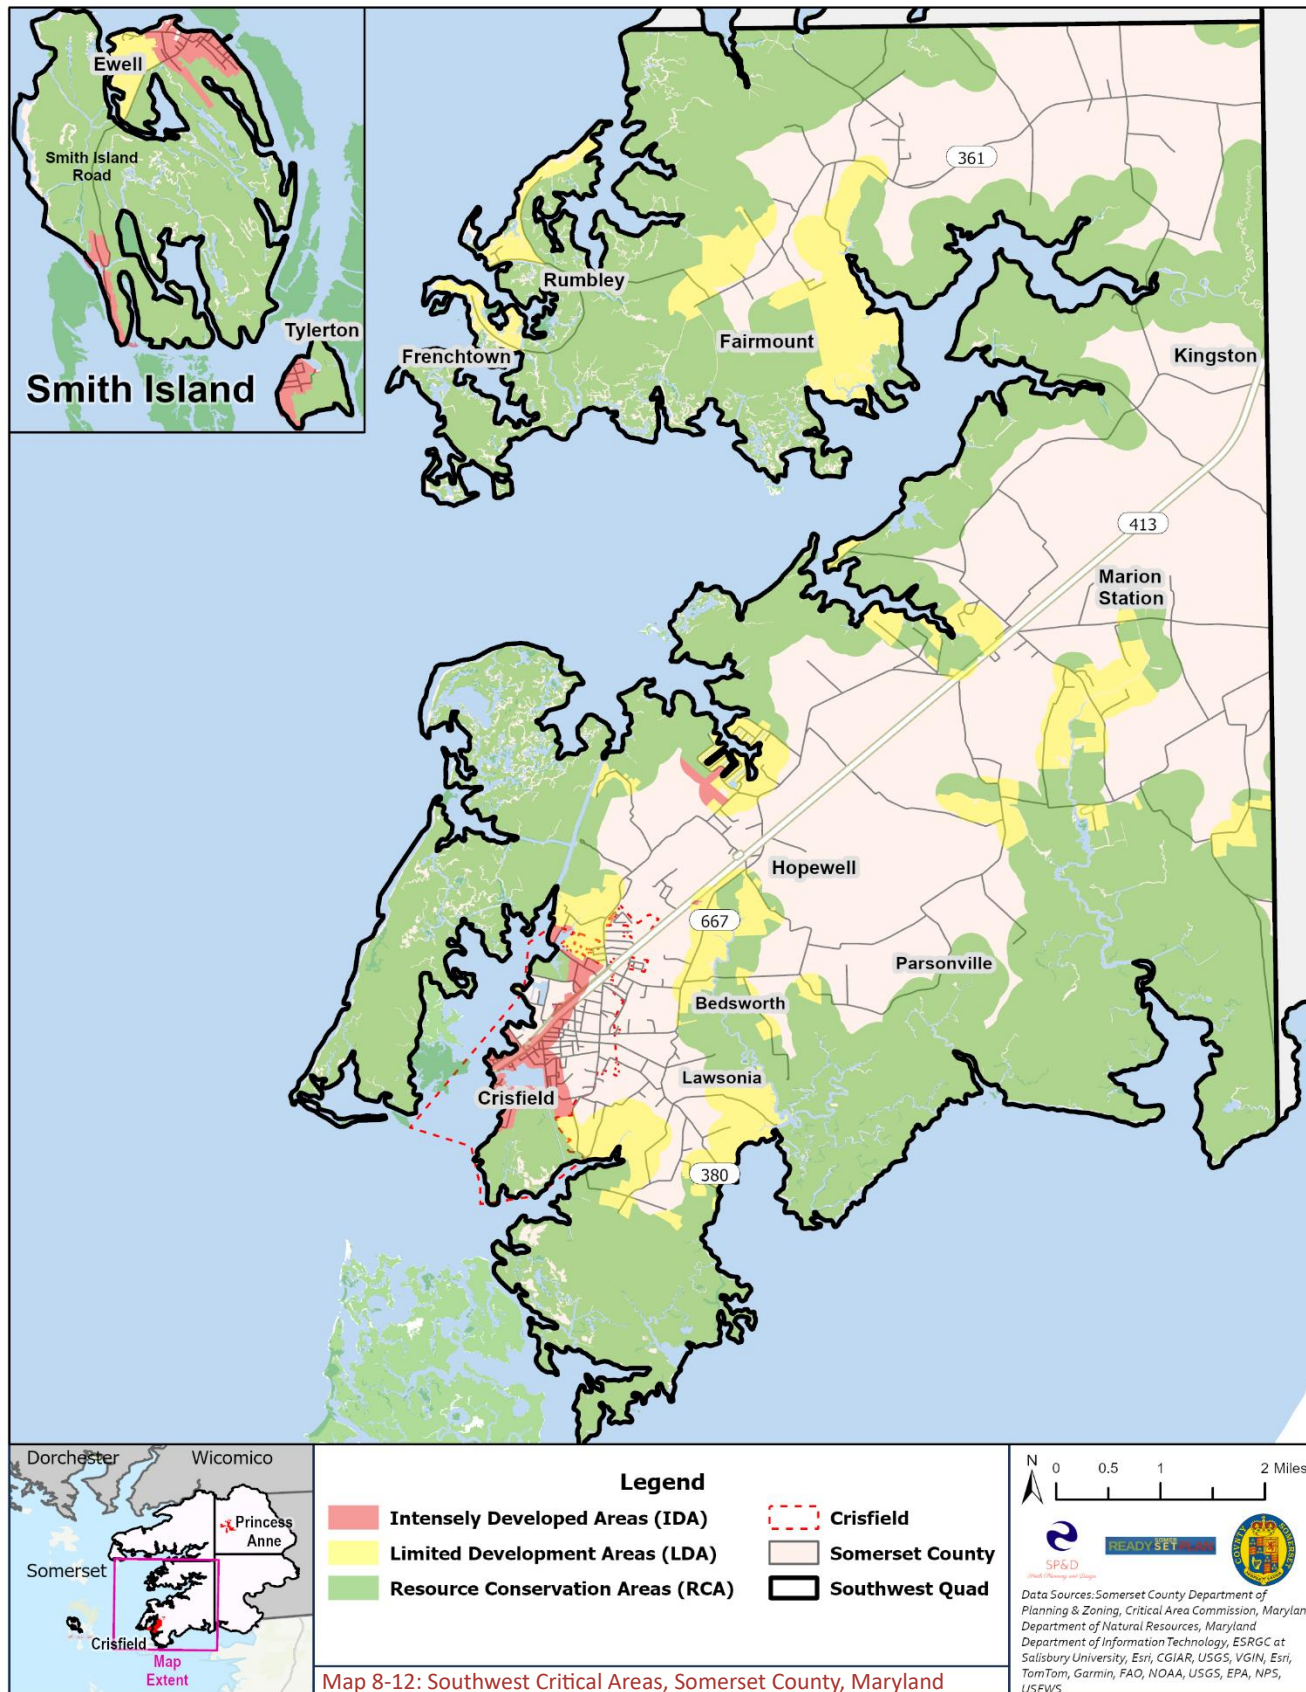 Ewell
Smith Island
Road
Tylerton
Smith Island
361
Rumbley
Frenchtown
Fairmount
Kingston
413
Marion
Station
Hopewell
667
Parsonville
Bedsworth
Lawsonia
Crisfield
380
Dorchester
Wicomico
Princess
Anne
Somerset
Crisfield
Map
Extent
Legend
Intensely Developed Areas (IDA)
Limited Development Areas (LDA)
Resource Conservation Areas (RCA)
Crisfield
Somerset County
Southwest Quad
Map 8-12: Southwest Critical Areas, Somerset County, Maryland
N
0 0.5 1 2 Miles
SP&D
READY SET
COUNTY SOMERSET
Data Sources: Somerset County Department of
Planning & Zoning, Critical Area Commission, Marylan
Department of Natural Resources, Maryland
Department of Information Technology, ESRGC at
Salisbury University, Esri, CGIAR, USGS, VGIN, Esri,
TomTom, Garmin, FAO, NOAA, USGS, EPA, NPS,
USFWS